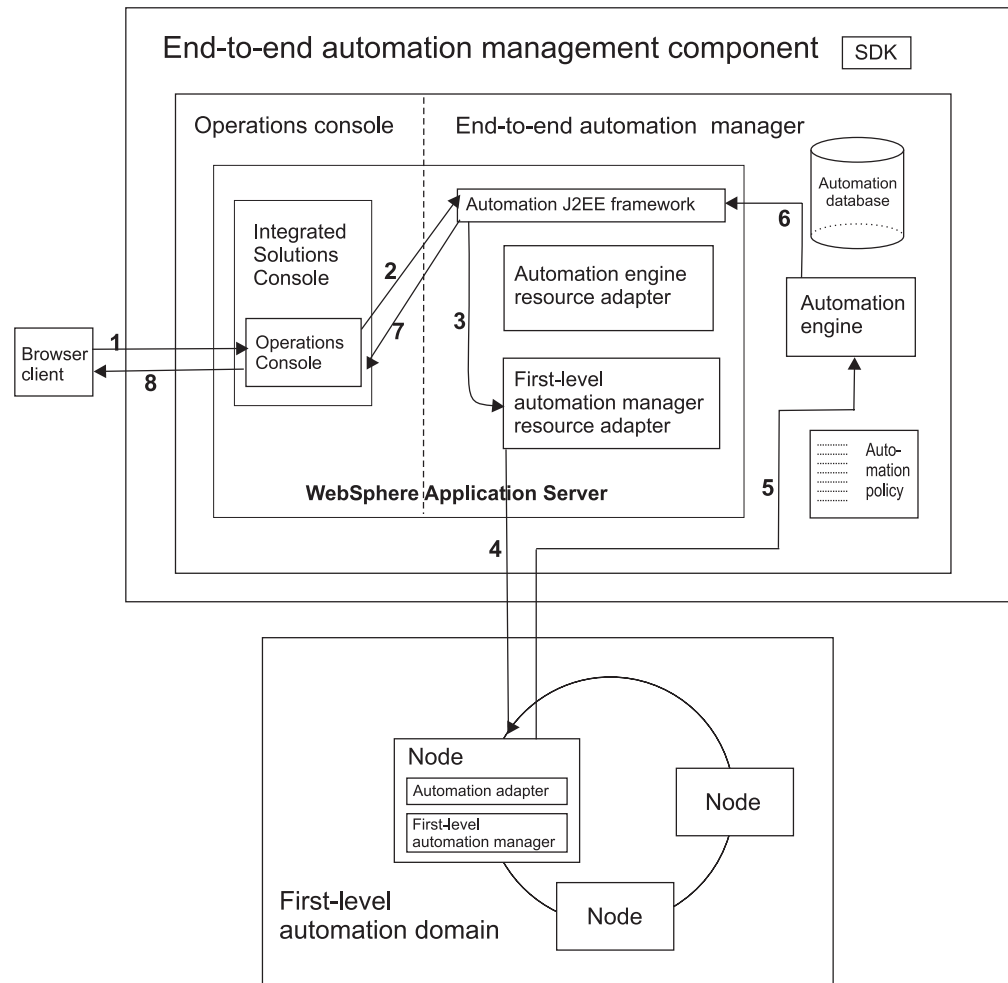 End-to-end automation management component
SDK
Operations console
End-to-end automation manager
Automation
database
Automation J2EE framework
6
Integrated
Solutions
Console
2
Automation engine
resource adapter
3
7
Automation
engine
1
Operations
Console
Browser
client
8
First-level
automation manager
resource adapter
Auto-
mation
policy
5
WebSphere Application Server
4
Node
Automation adapter
First-level
automation manager
Node
Node
First-level
automation domain